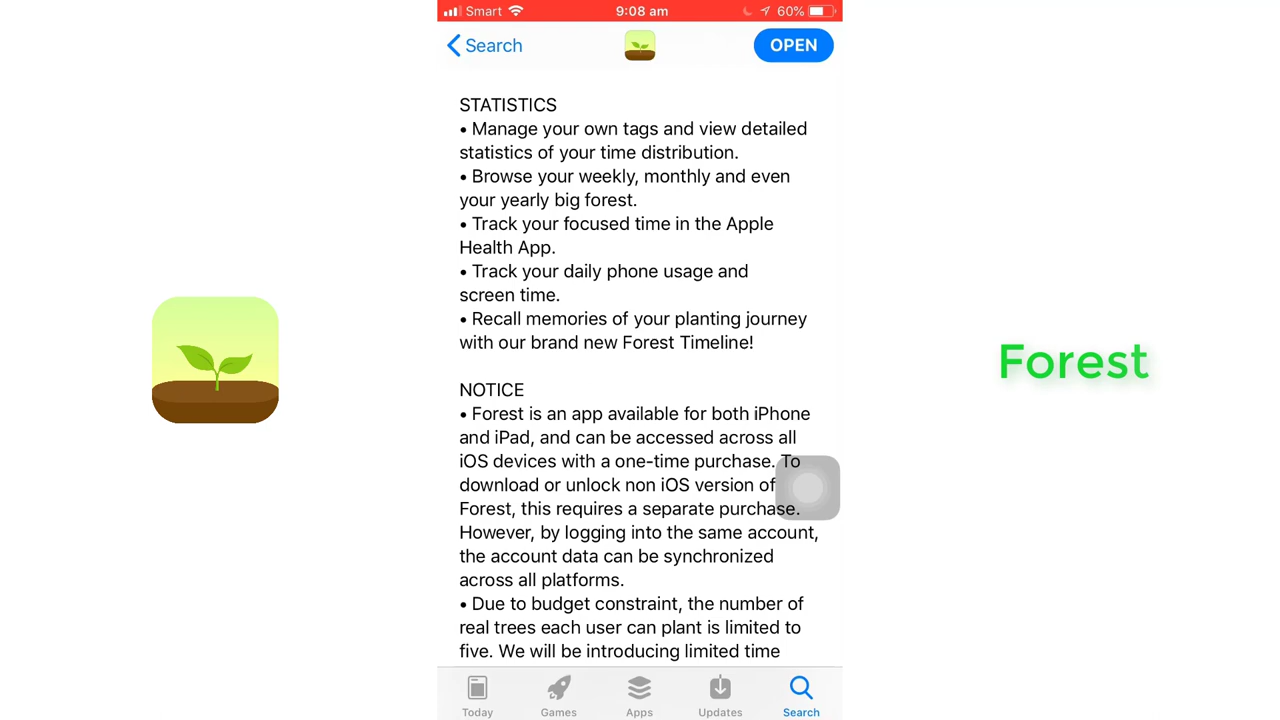 Smart 9:08 am 60%
Search OPEN
STATISTICS
• Manage your own tags and view detailed
statistics of your time distribution.
• Browse your weekly, monthly and even
your yearly big forest.
• Track your focused time in the Apple
Health App.
• Track your daily phone usage and
screen time.
• Recall memories of your planting journey
with our brand new Forest Timeline!
NOTICE
• Forest is an app available for both iPhone
and iPad, and can be accessed across all
iOS devices with a one-time purchase. To
download or unlock non iOS version of
Forest, this requires a separate purchase.
However, by logging into the same account,
the account data can be synchronized
across all platforms.
• Due to budget constraint, the number of
real trees each user can plant is limited to
five. We will be introducing limited time
Today Games Apps Updates Search
Forest